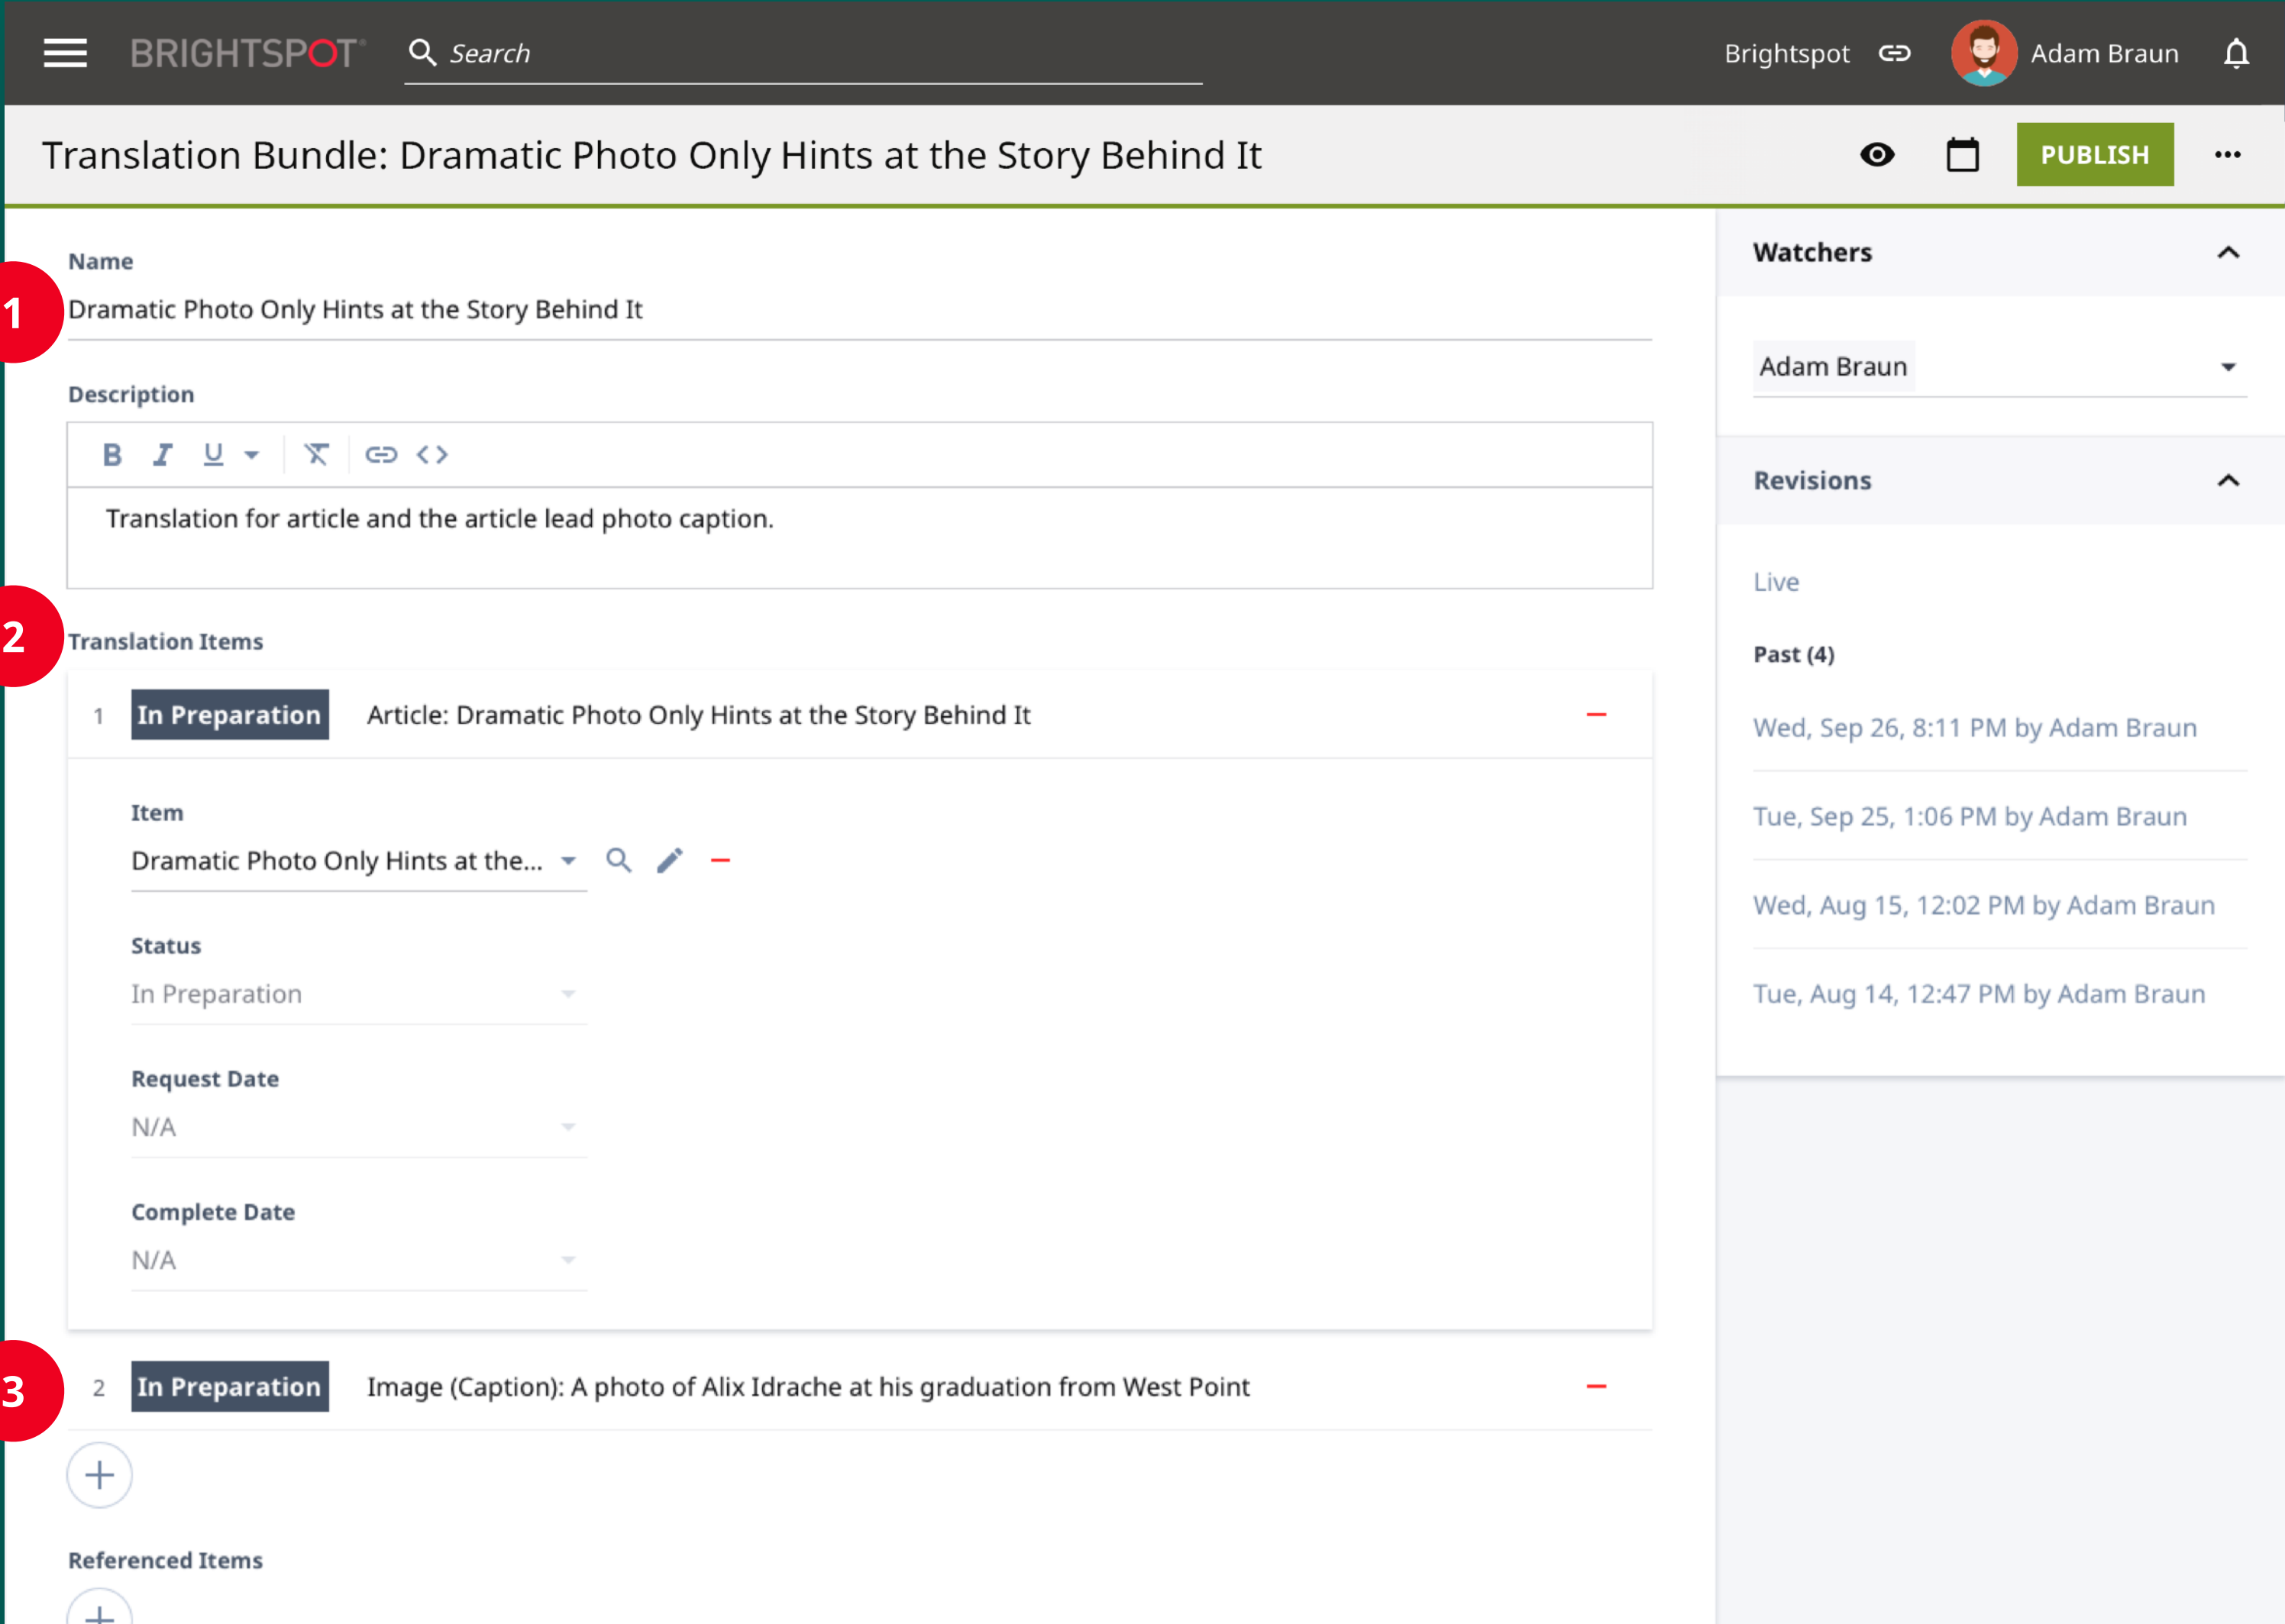 BRIGHTSPOT
Search
Brightspot
Adam Braun
Translation Bundle: Dramatic Photo Only Hints at the Story Behind It
PUBLISH
1
Name
Dramatic Photo Only Hints at the Story Behind It
Description
B I U
Translation for article and the article lead photo caption.
2
Translation Items
1 In Preparation Article: Dramatic Photo Only Hints at the Story Behind It
Item
Dramatic Photo Only Hints at the...
Status
In Preparation
Request Date
N/A
Complete Date
N/A
3
2 In Preparation Image (Caption): A photo of Alix Idrache at his graduation from West Point
Referenced Items
Watchers
Adam Braun
Revisions
Live
Past (4)
Wed, Sep 26, 8:11 PM by Adam Braun
Tue, Sep 25, 1:06 PM by Adam Braun
Wed, Aug 15, 12:02 PM by Adam Braun
Tue, Aug 14, 12:47 PM by Adam Braun